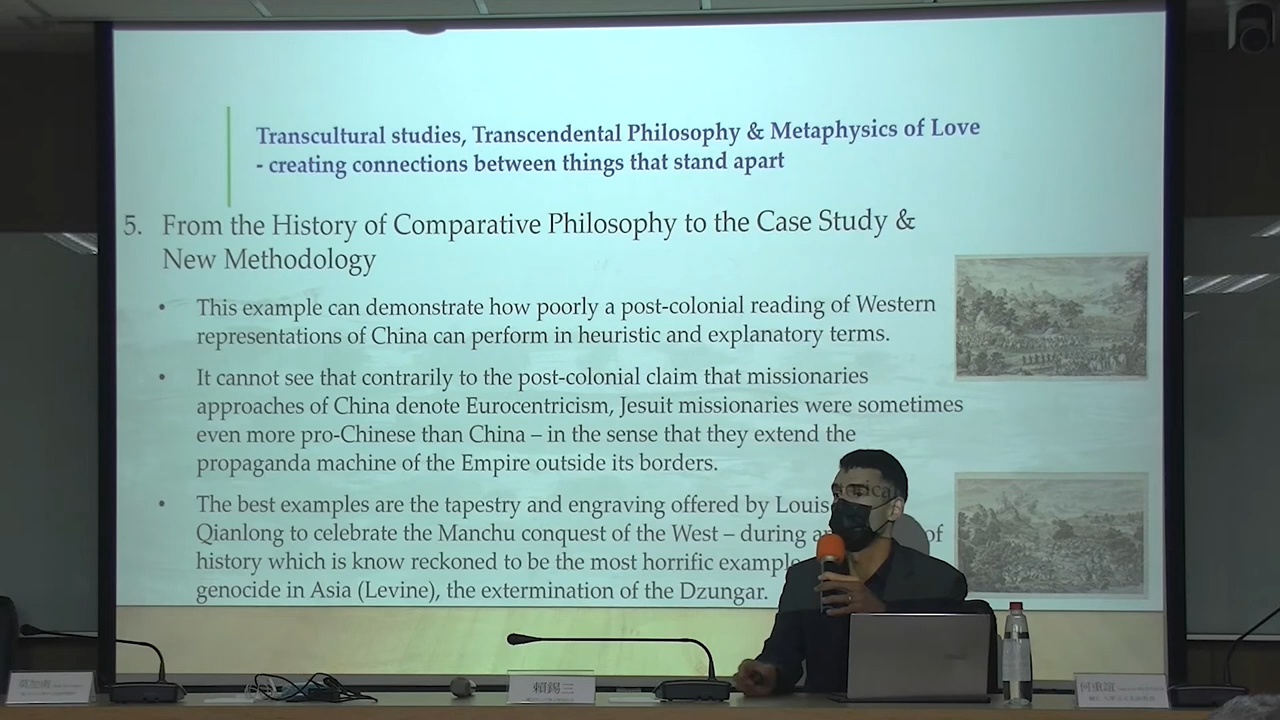 Transcultural studies, Transcendental Philosophy & Metaphysics of Love
- creating connections between things that stand apart
5. From the History of Comparative Philosophy to the Case Study &
New Methodology
• This example can demonstrate how poorly a post-colonial reading of Western
representations of China can perform in heuristic and explanatory terms.
• It cannot see that contrarily to the post-colonial claim that missionaries
approaches of China denote Eurocentricism, Jesuit missionaries were sometimes
even more pro-Chinese than China – in the sense that they extend the
propaganda machine of the Empire outside its borders.
• The best examples are the tapestry and engraving offered by Louis
Qianlong to celebrate the Manchu conquest of the West – during of
history which is know reckoned to be the most horrific example
genocide in Asia (Levine), the extermination of the Dzungar.
賴錫三
何重誼